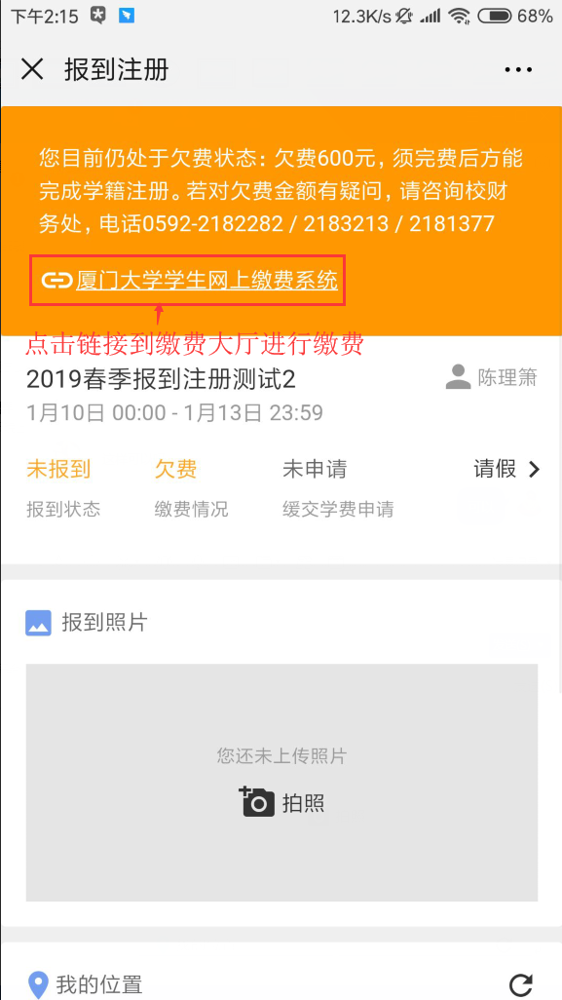 下午2:15 12.3K/s 68%
报到注册
您目前仍处于欠费状态：欠费600元，须完费后方能
完成学籍注册。若对欠费金额有疑问，请咨询校财
务处，电话0592-2182282 / 2183213 / 2181377
厦门大学学生网上缴费系统
点击链接到缴费大厅进行缴费
2019春季报到注册测试2 陈理箫
1月10日 00:00 - 1月13日 23:59
未报到 欠费 未申请 请假
报到状态 缴费情况 缓交学费申请
报到照片
您还未上传照片
拍照
我的位置